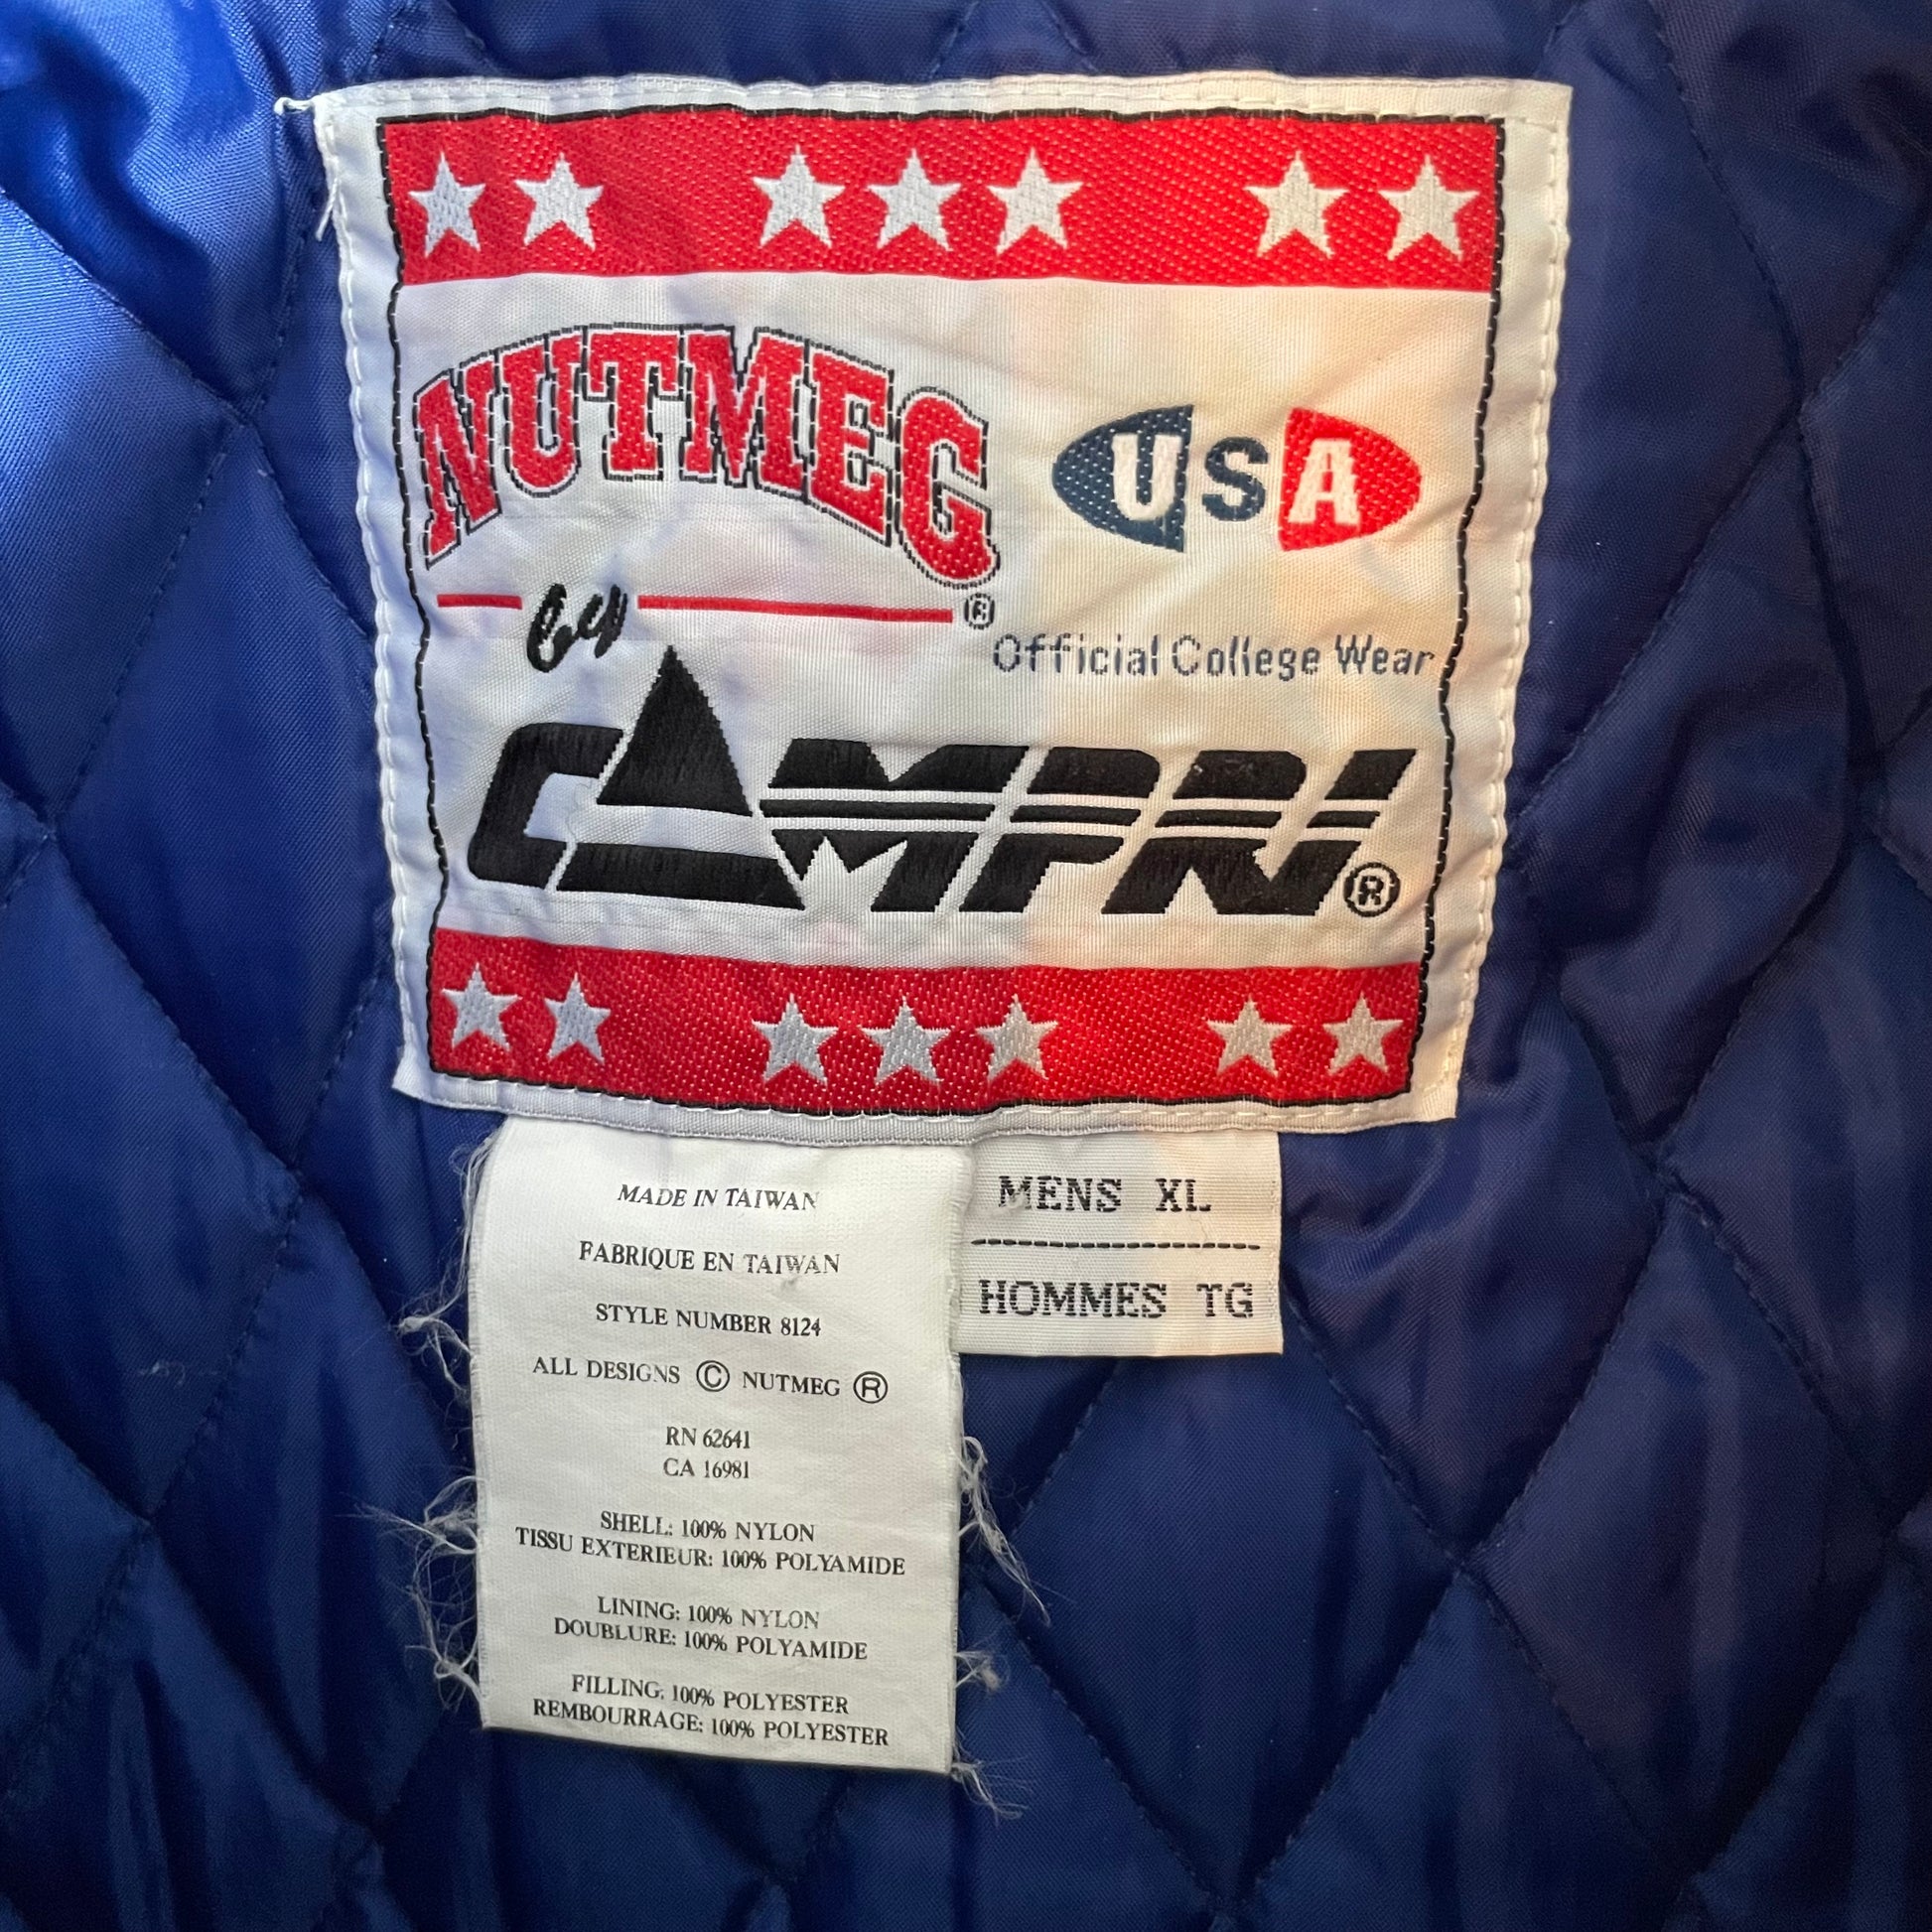 NUTMEG
USA
by ®
Official College Wear
CAMPRI®
MADE IN TAIWAN
FABRIQUE EN TAIWAN
STYLE NUMBER 8124
ALL DESIGNS © NUTMEG ®
RN 62641
CA 16981
SHELL: 100% NYLON
TISSU EXTERIEUR: 100% POLYAMIDE
LINING: 100% NYLON
DOUBLURE: 100% POLYAMIDE
FILLING: 100% POLYESTER
REMBOURRAGE: 100% POLYESTER
MENS XL
HOMMES TG